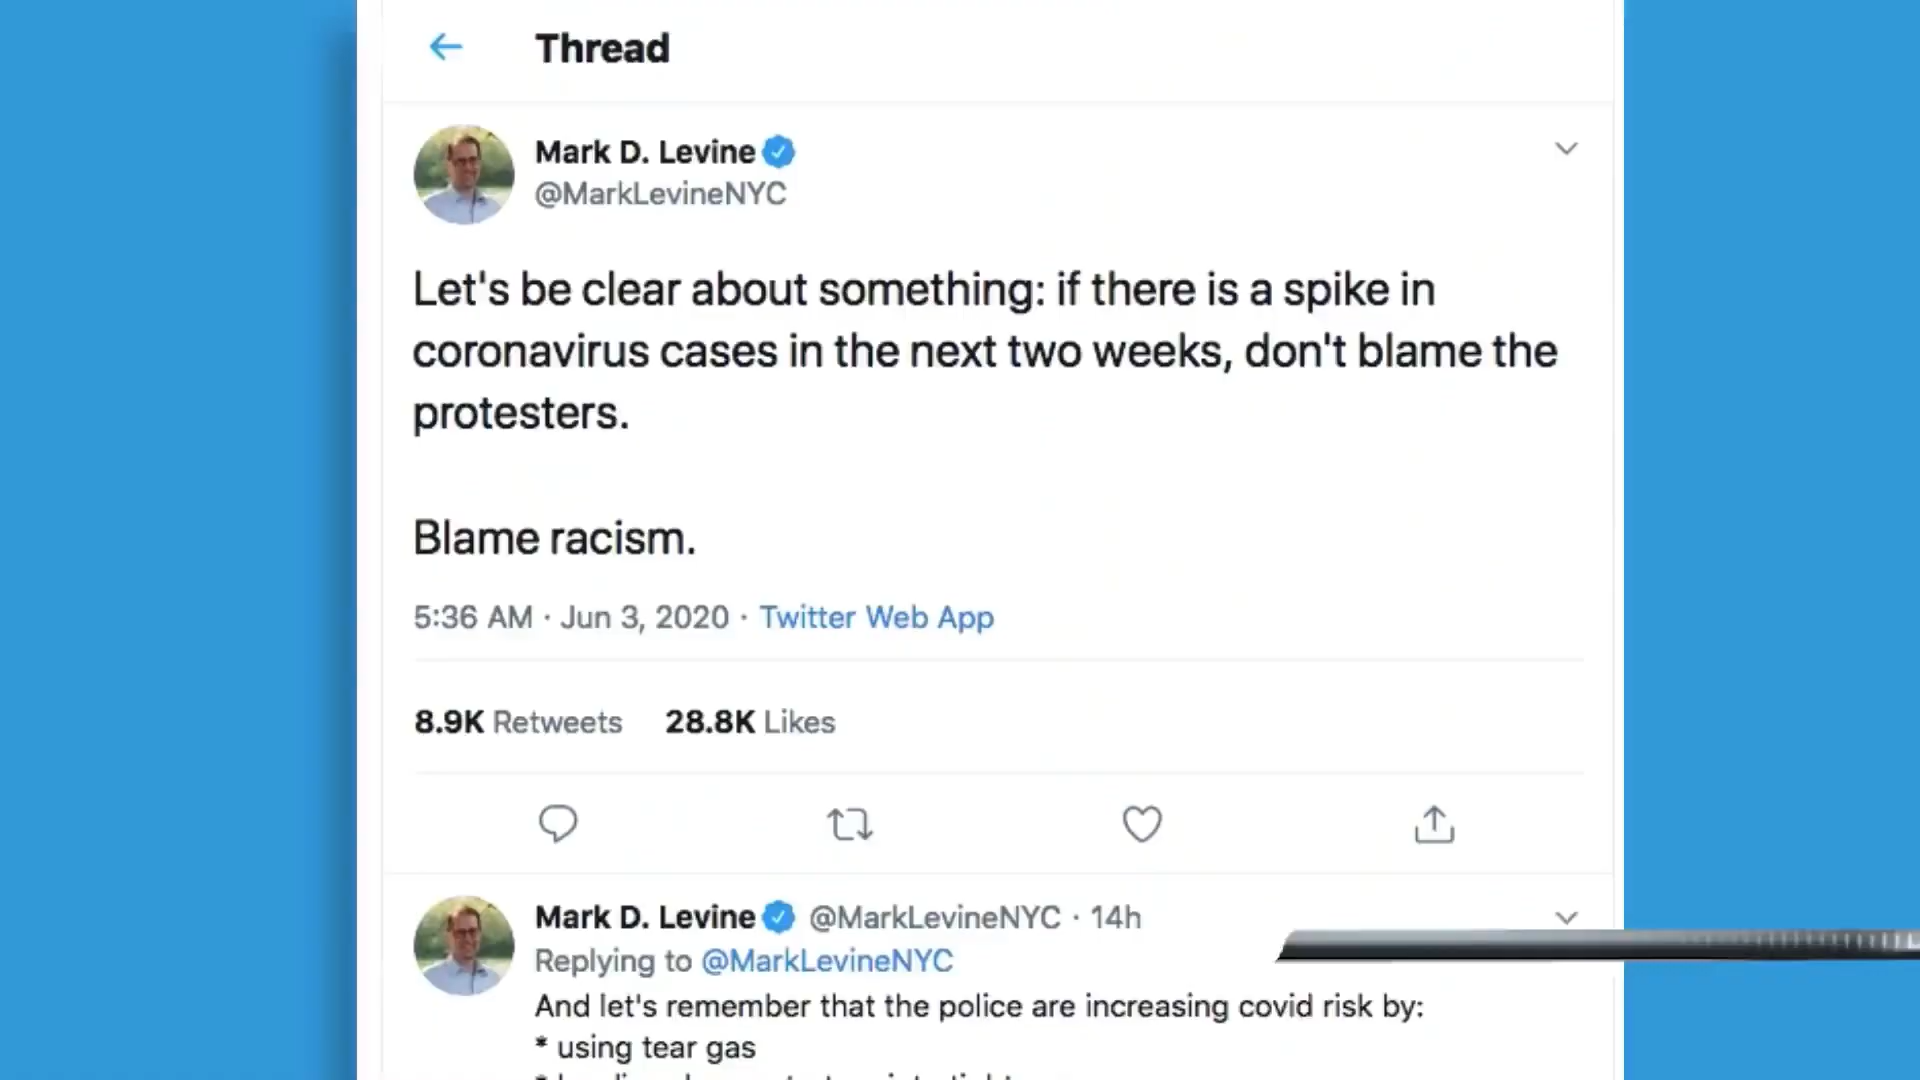 Thread
Mark D. Levine
@MarkLevineNYC
Let's be clear about something: if there is a spike in
coronavirus cases in the next two weeks, don't blame the
protesters.
Blame racism.
5:36 AM · Jun 3, 2020 · Twitter Web App
8.9K Retweets 28.8K Likes
Mark D. Levine @MarkLevineNYC · 14h
Replying to @MarkLevineNYC
And let's remember that the police are increasing covid risk by:
* using tear gas